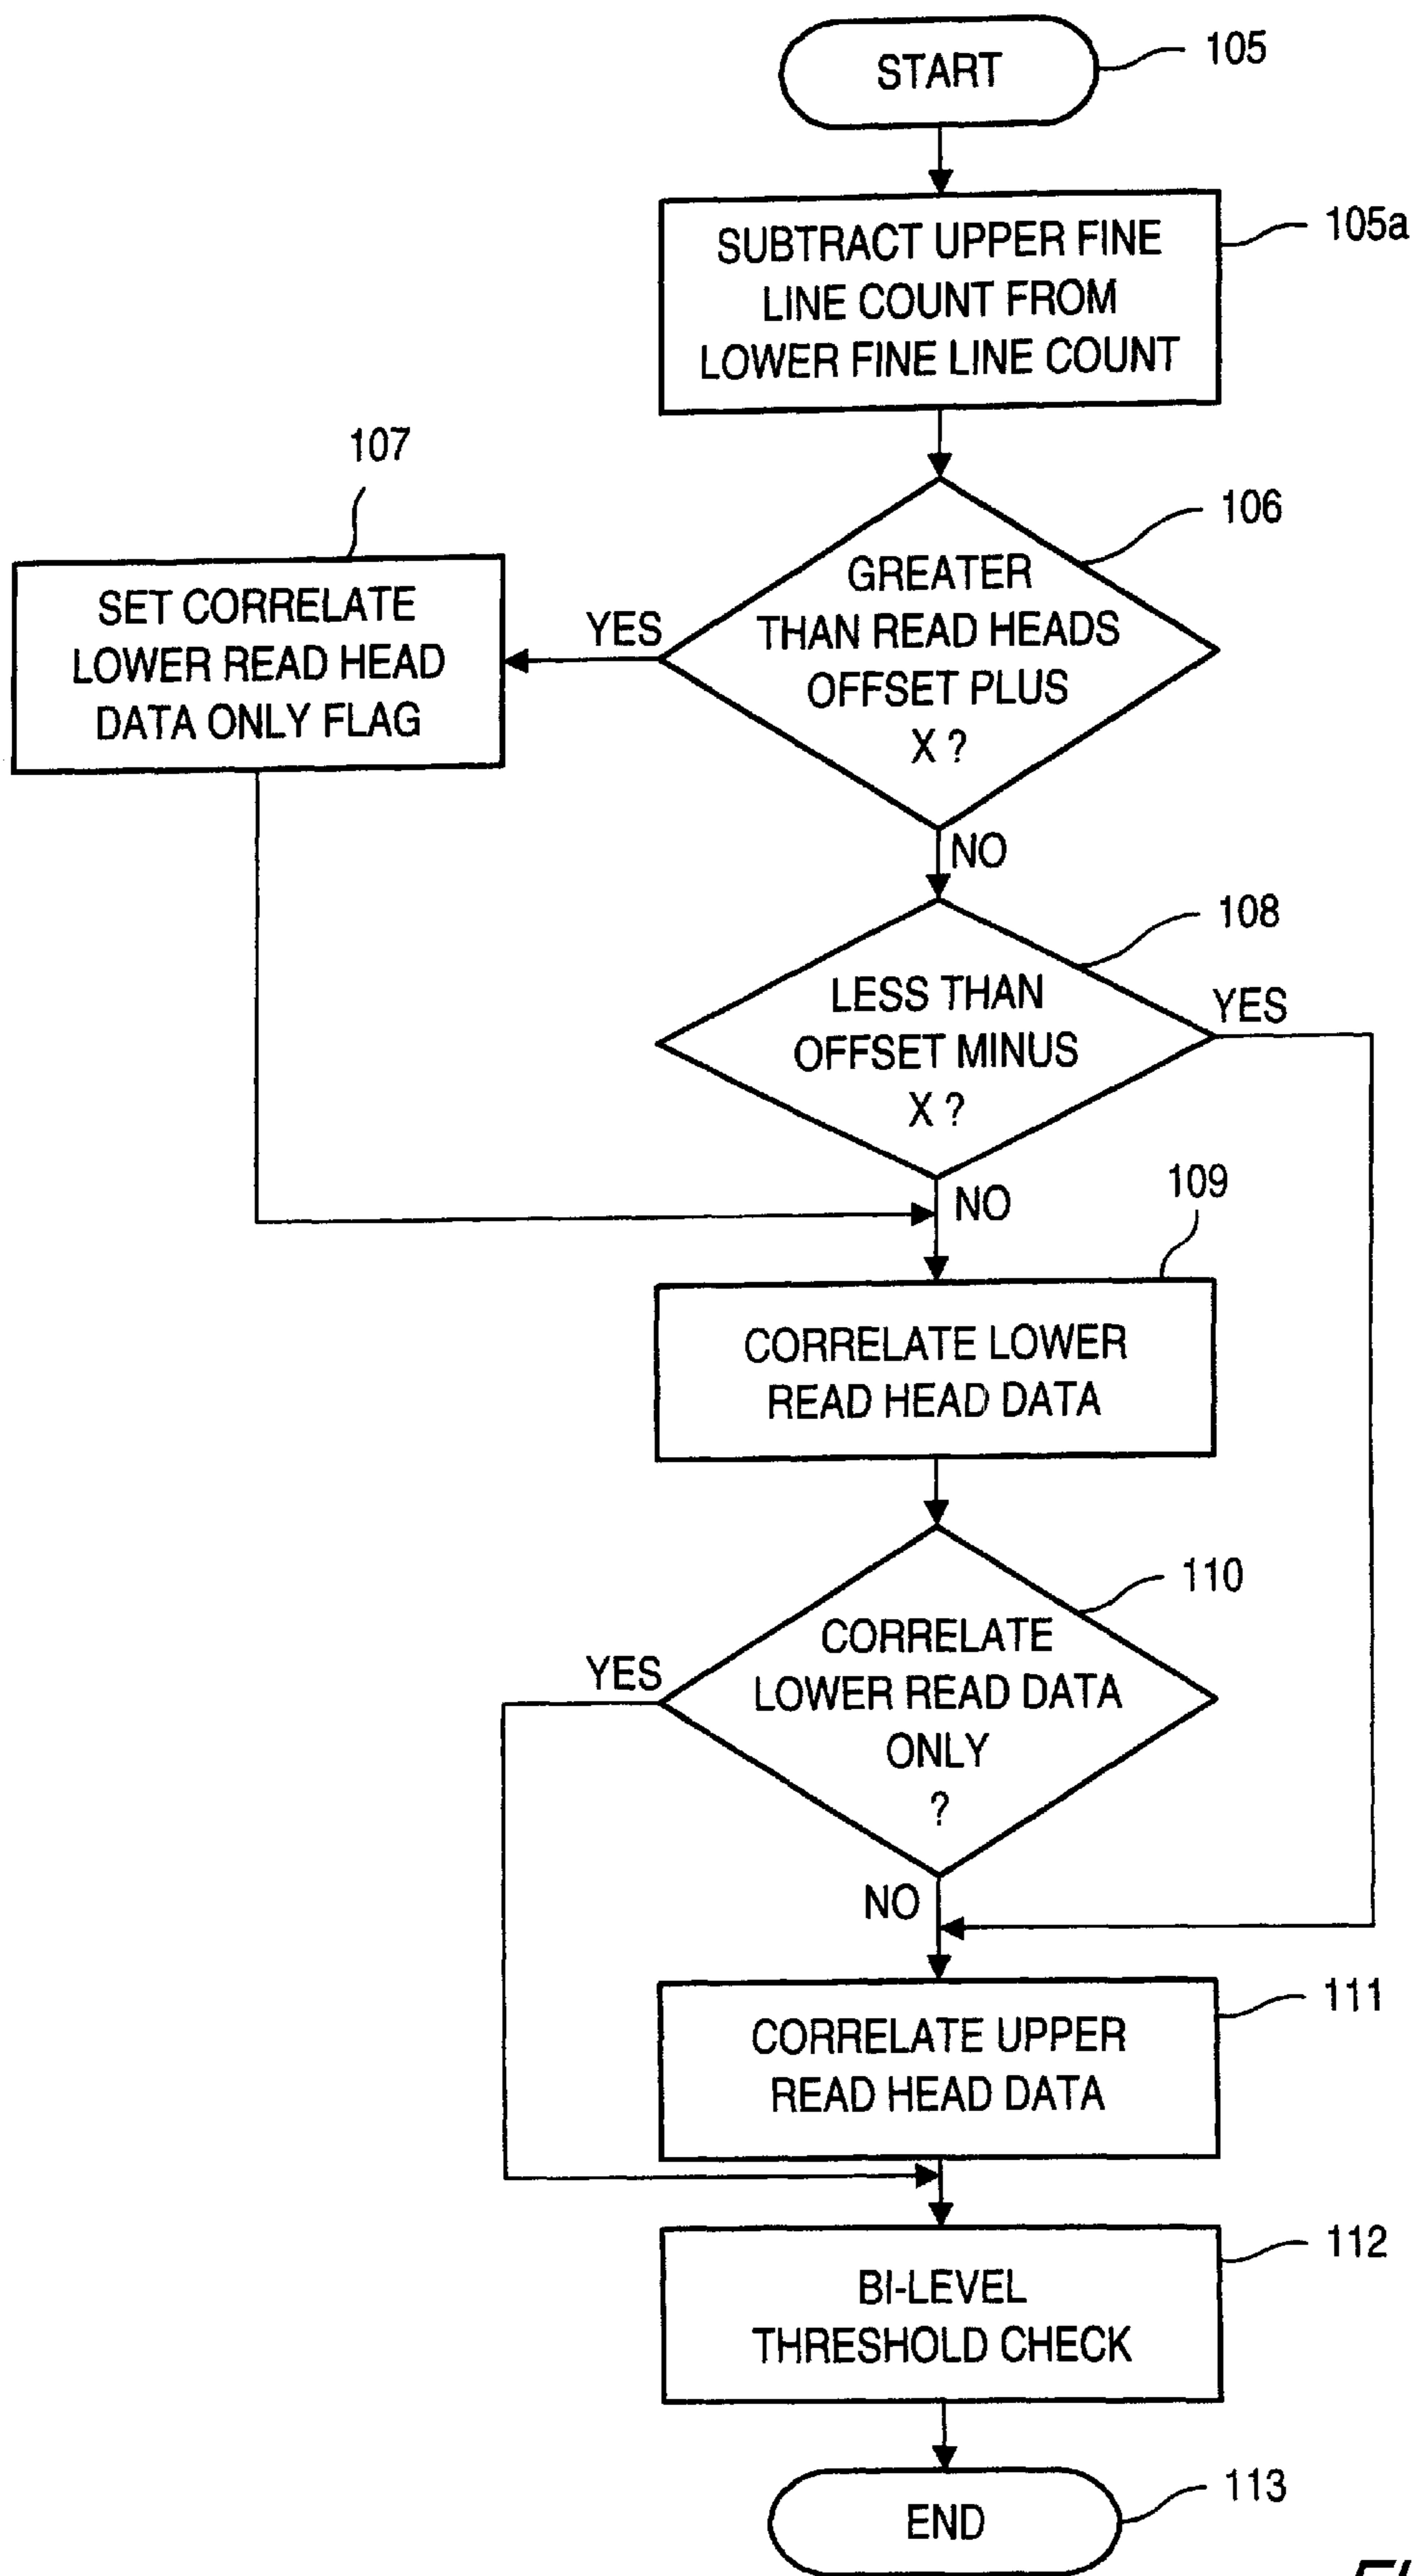 START
105
SUBTRACT UPPER FINE
LINE COUNT FROM
LOWER FINE LINE COUNT
105a
107
106
SET CORRELATE
LOWER READ HEAD
DATA ONLY FLAG
YES
GREATER
THAN READ HEADS
OFFSET PLUS
X ?
NO
108
LESS THAN
OFFSET MINUS
X ?
YES
NO
109
CORRELATE LOWER
READ HEAD DATA
110
YES
CORRELATE
LOWER READ DATA
ONLY
?
NO
111
CORRELATE UPPER
READ HEAD DATA
112
BI-LEVEL
THRESHOLD CHECK
113
END